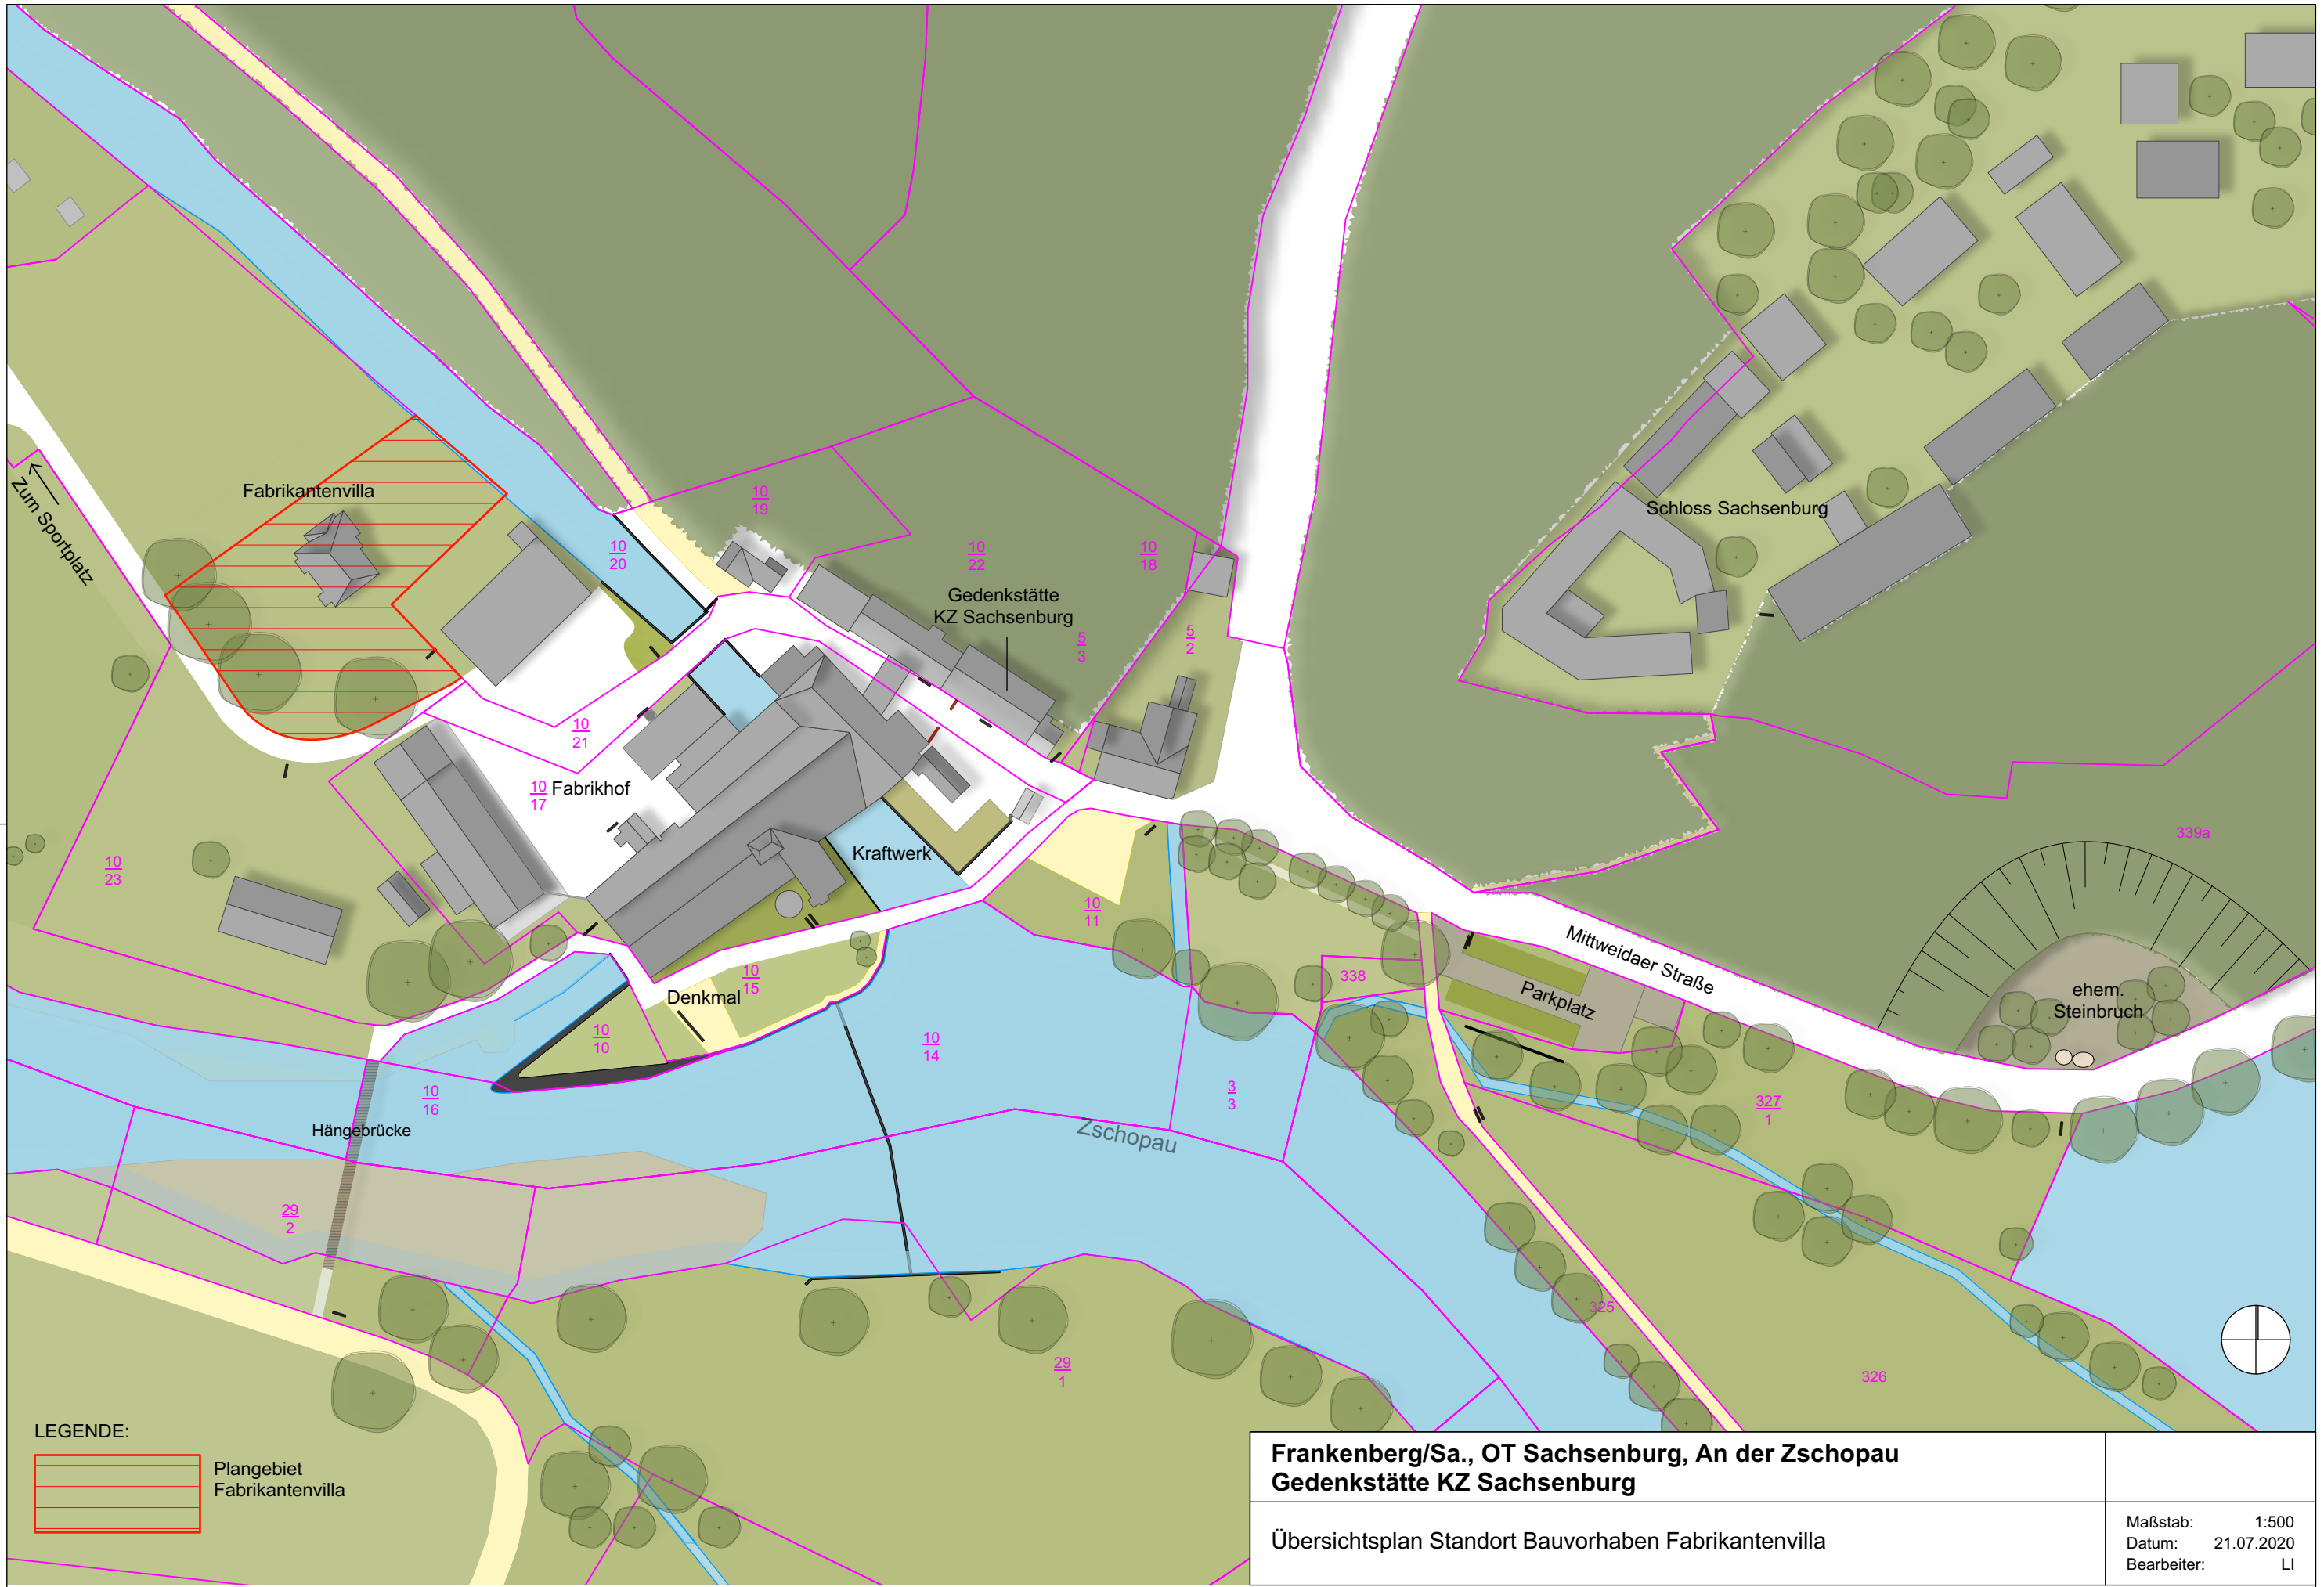 Fabrikantenvilla
Zum Sportplatz
10
19
10
20
10
22
10
18
Schloss Sachsenburg
Gedenkstätte
KZ Sachsenburg
5
3
5
2
10
21
10
17
Fabrikhof
10
23
Kraftwerk
339a
10
11
Mittweidaer Straße
338
Parkplatz
ehem.
Steinbruch
10
15
Denkmal
10
10
10
14
10
16
3
3
327
1
Hängebrücke
Zschopau
29
2
325
29
1
326
LEGENDE:
Plangebiet
Fabrikantenvilla
Frankenberg/Sa., OT Sachsenburg, An der Zschopau
Gedenkstätte KZ Sachsenburg
Übersichtsplan Standort Bauvorhaben Fabrikantenvilla
Maßstab: 1:500
Datum: 21.07.2020
Bearbeiter: LI